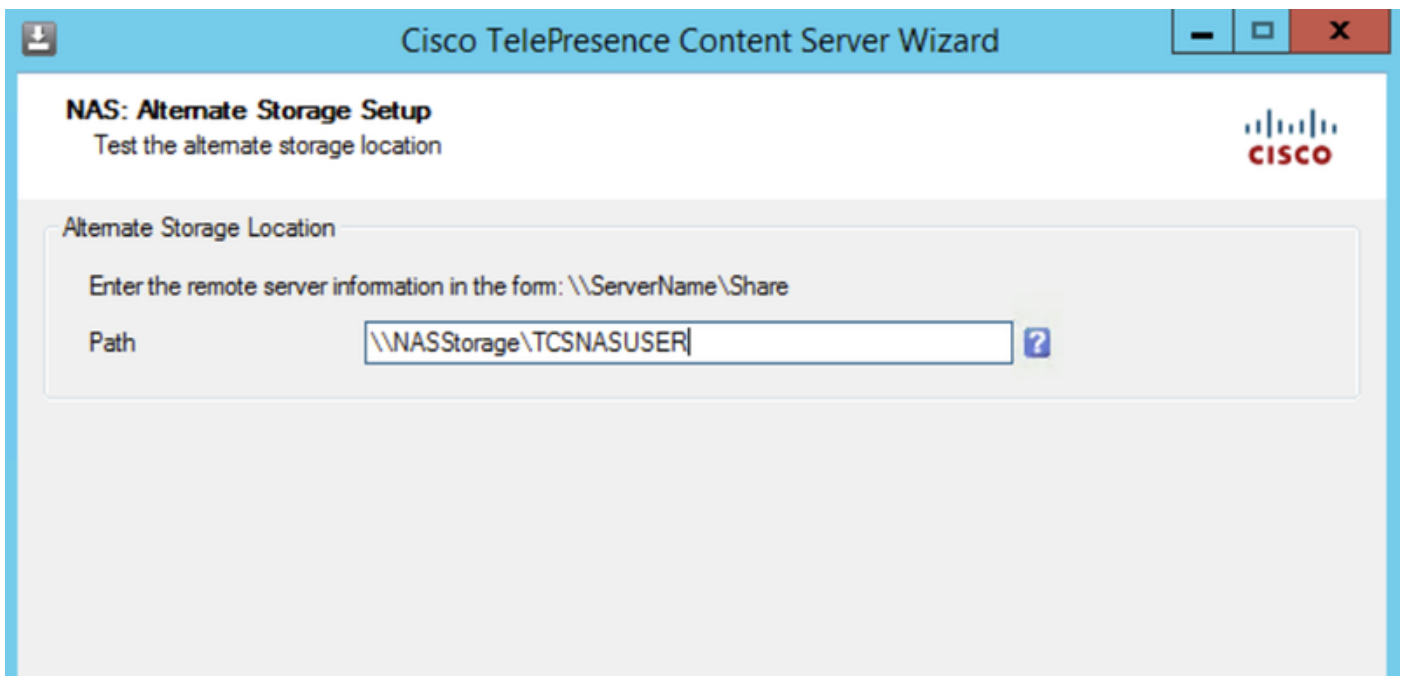 Cisco TelePresence Content Server Wizard
NAS: Alternate Storage Setup
Test the alternate storage location
CISCO
Alternate Storage Location
Enter the remote server information in the form: \\ServerName\Share
Path
\\NASStorage\TCSNASUSER
?